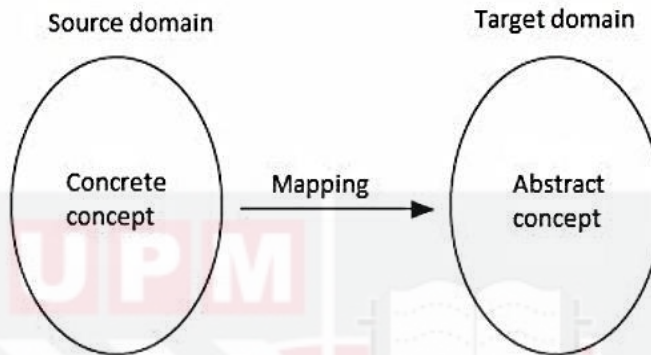 Source domain
Target domain
Concrete
concept
Mapping
Abstract
concept
UPM